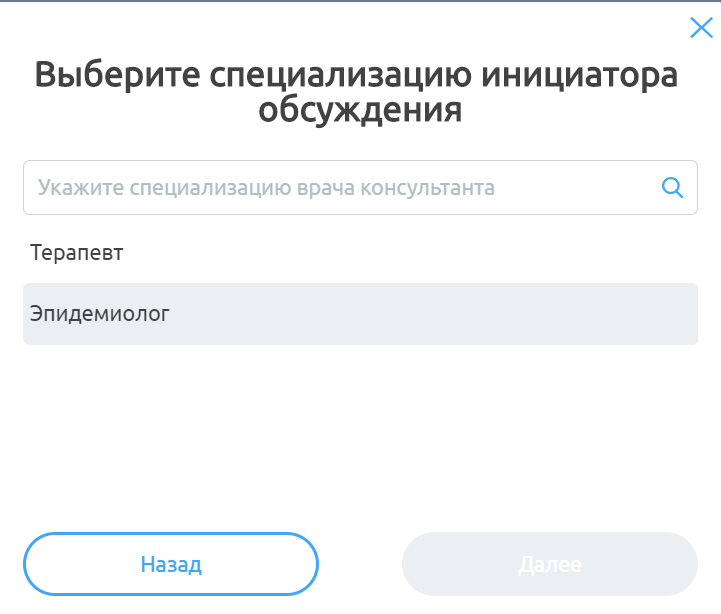 Выберите специализацию инициатора
обсуждения
Укажите специализацию врача консультанта
Терапевт
Эпидемиолог
Назад
Далее